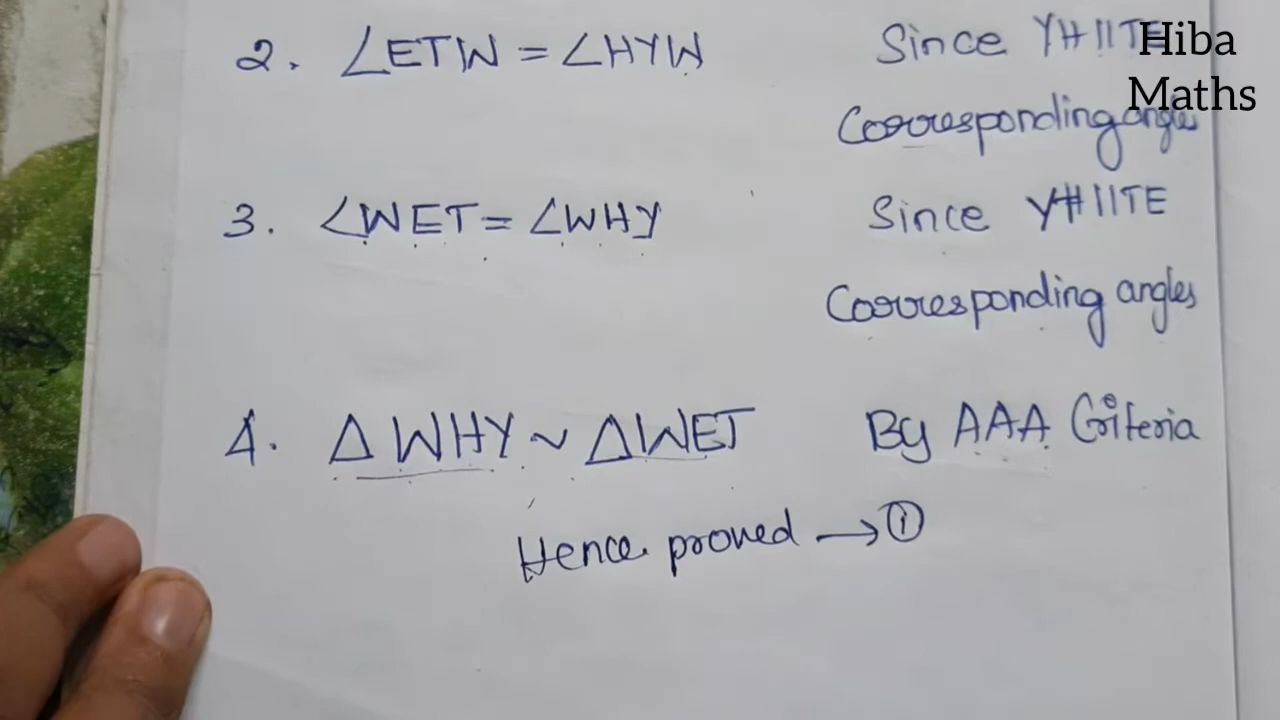 2. ∠ETW = ∠HYW Since YH||TE
Hiba
Maths
Corresponding angles
3. ∠WET = ∠WHY Since YH||TE
Corresponding angles
4. Δ WHY ~ ΔWET By AAA Criteria
Hence proved → ①